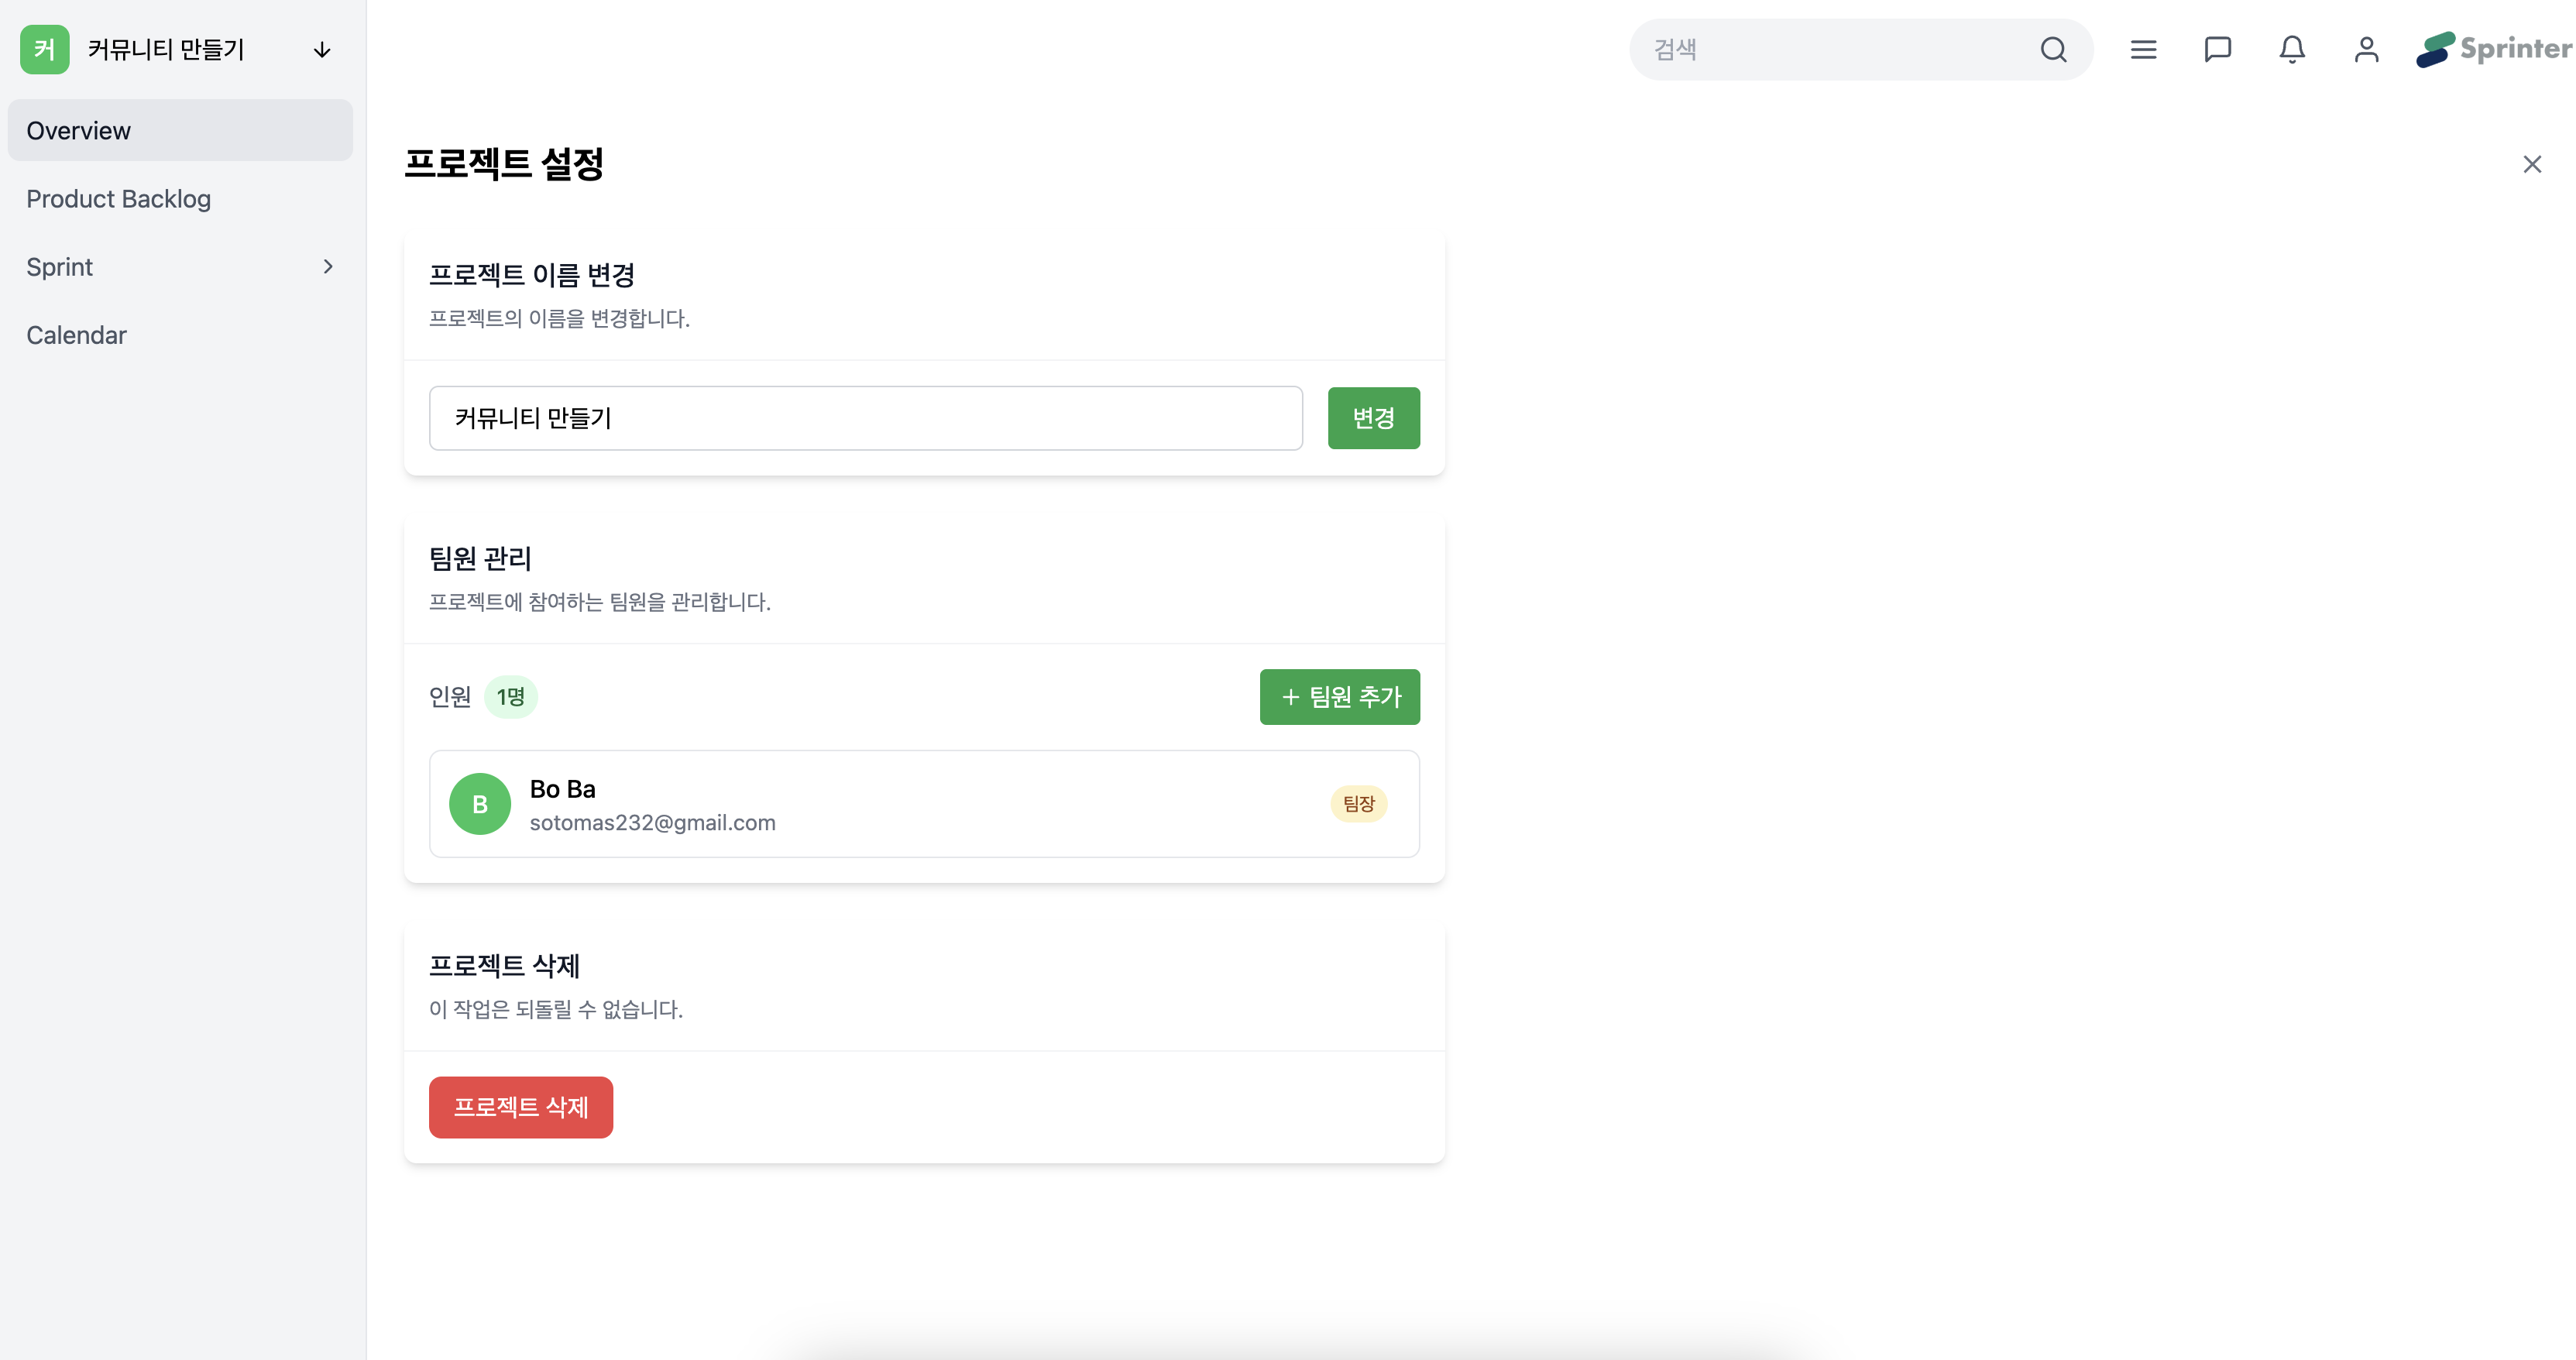 커 커뮤니티 만들기
Overview
Product Backlog
Sprint
Calendar
검색
Sprinter
프로젝트 설정
프로젝트 이름 변경
프로젝트의 이름을 변경합니다.
커뮤니티 만들기
변경
팀원 관리
프로젝트에 참여하는 팀원을 관리합니다.
인원 1명
+ 팀원 추가
B
Bo Ba
sotomas232@gmail.com
팀장
프로젝트 삭제
이 작업은 되돌릴 수 없습니다.
프로젝트 삭제